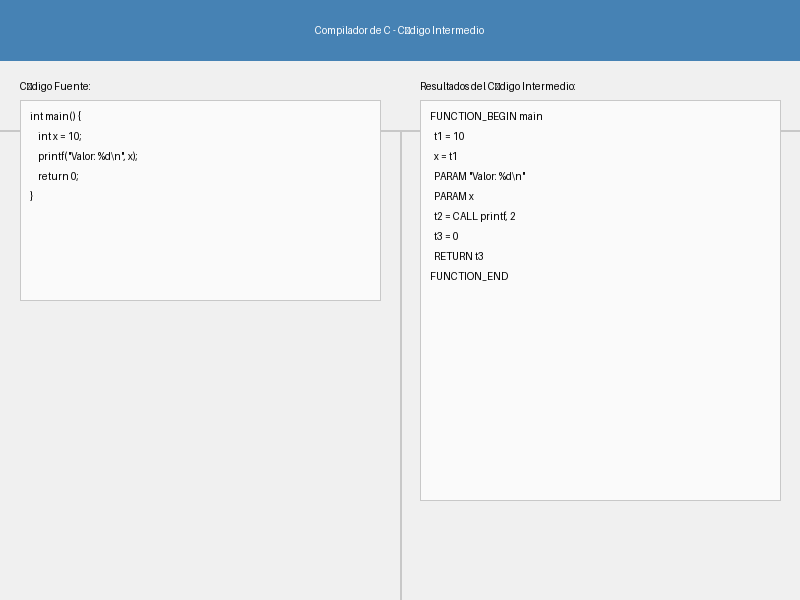 Compilador de C - C□digo Intermedio
C□digo Fuente:
int main() {
    int x = 10;
    printf("Valor: %d\n", x);
    return 0;
}
Resultados del C□digo Intermedio:
FUNCTION_BEGIN main
  t1 = 10
  x = t1
  PARAM "Valor: %d\n"
  PARAM x
  t2 = CALL printf, 2
  t3 = 0
  RETURN t3
FUNCTION_END